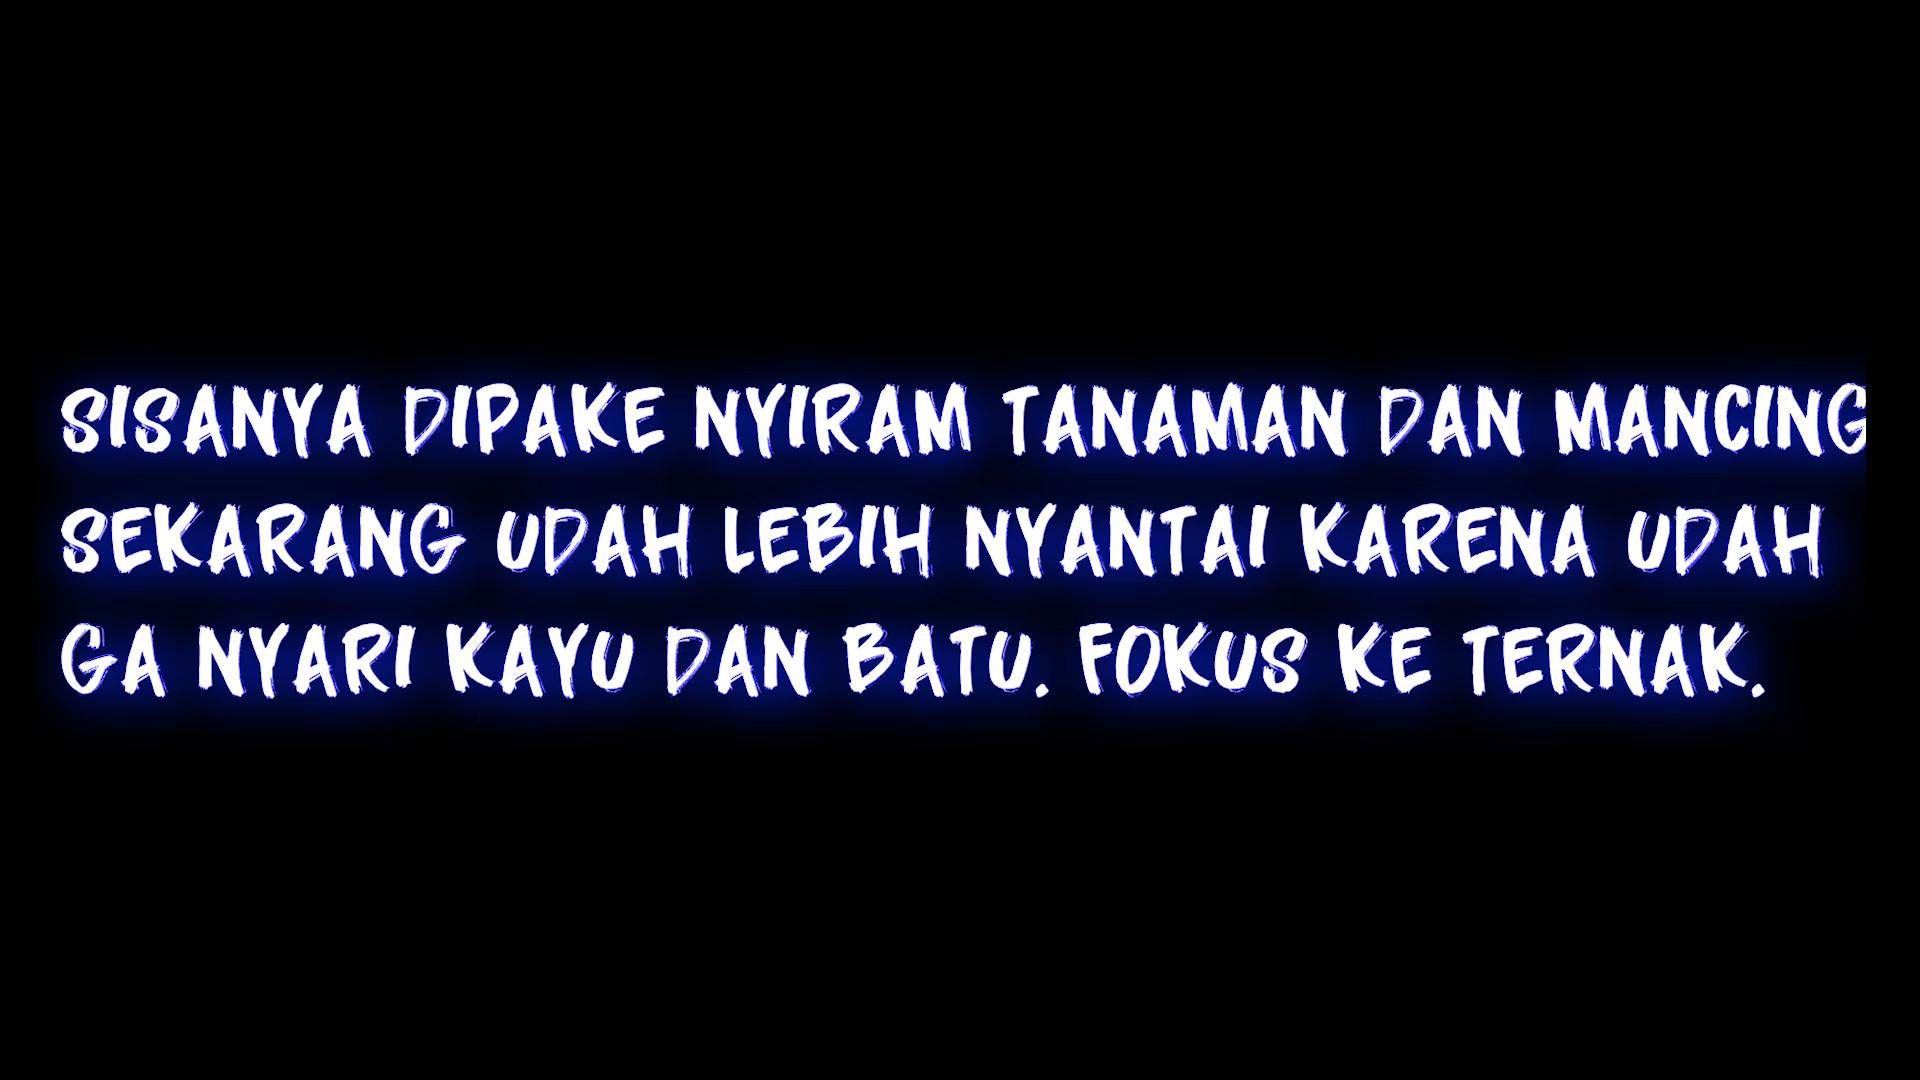 SISANYA DIPAKE NYIRAM TANAMAN DAN MANCING
SEKARANG UDAH LEBIH NYANTAI KARENA UDAH
GA NYARI KAYU DAN BATU. FOKUS KE TERNAK.